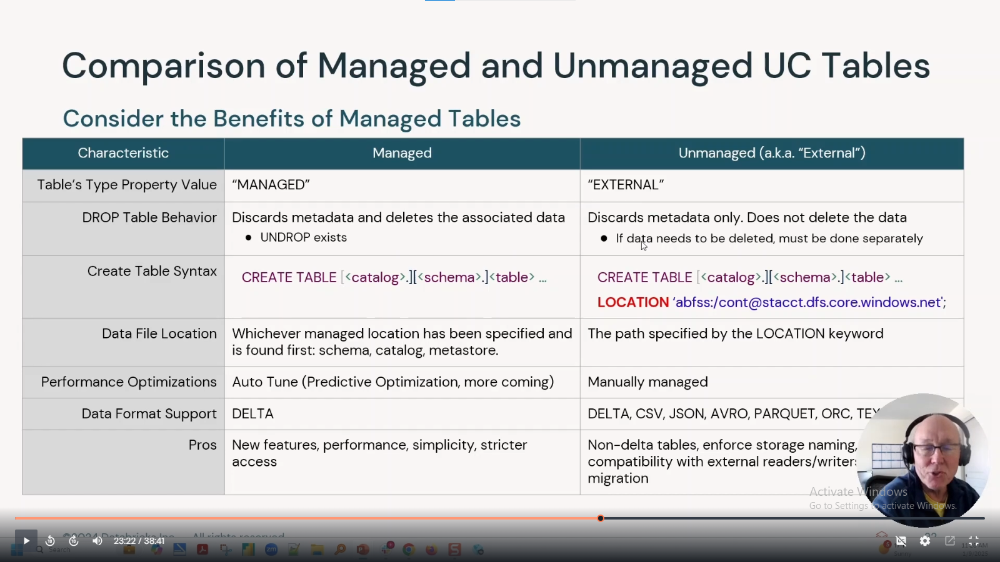 Comparison of Managed and Unmanaged UC Tables
Consider the Benefits of Managed Tables
Characteristic
Managed
Unmanaged (a.k.a. “External”)
Table’s Type Property Value
“MANAGED”
“EXTERNAL”
DROP Table Behavior
Discards metadata and deletes the associated data
● UNDROP exists
Discards metadata only. Does not delete the data
● If data needs to be deleted, must be done separately
Create Table Syntax
CREATE TABLE [<catalog>.][<schema>.]<table> ...
CREATE TABLE [<catalog>.][<schema>.]<table> ...
LOCATION ‘abfss:/cont@stacct.dfs.core.windows.net';
Data File Location
Whichever managed location has been specified and
is found first: schema, catalog, metastore.
The path specified by the LOCATION keyword
Performance Optimizations
Auto Tune (Predictive Optimization, more coming)
Manually managed
Data Format Support
DELTA
DELTA, CSV, JSON, AVRO, PARQUET, ORC,
Pros
New features, performance, simplicity, stricter
access
Non-delta tables, enforce storage naming,
compatibility with external readers/writers
migration
Activate Windows
Go to Settings to activate Windows.
©2024 Databricks Inc. — All rights reserved
23:22 / 38:41
10
10
Search
zm
Sunny